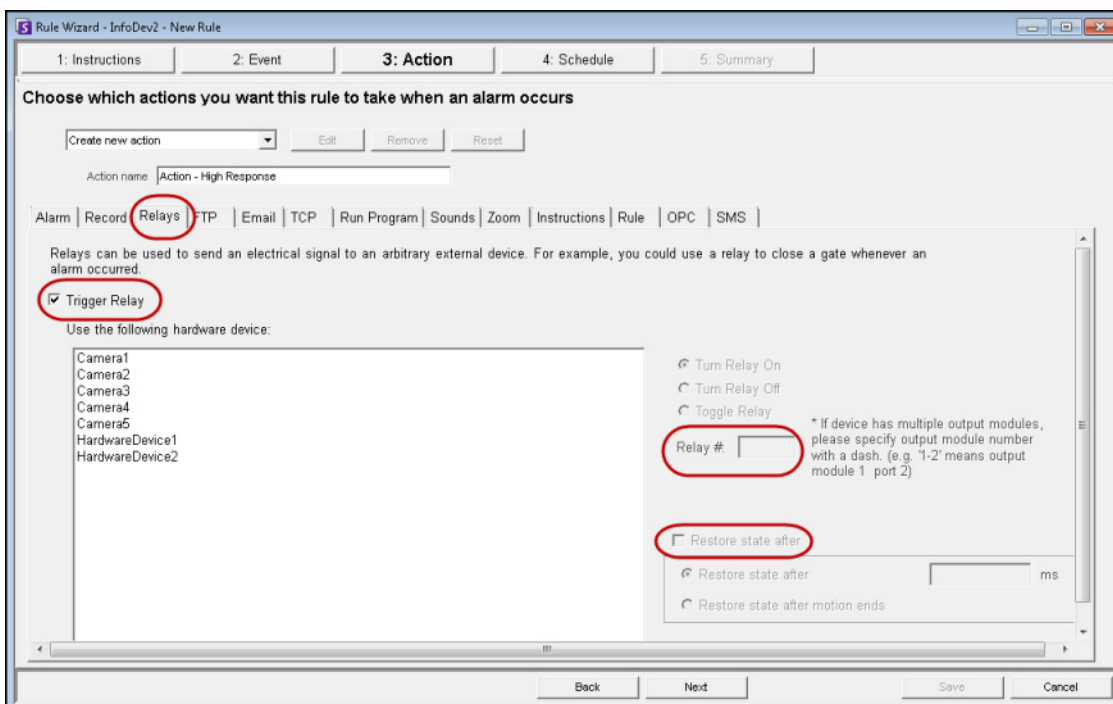 Rule Wizard - InfoDev2 - New Rule
1: Instructions 2: Event 3: Action 4: Schedule 5: Summary
Choose which actions you want this rule to take when an alarm occurs
Create new action Edit Remove Reset
Action name Action - High Response
Alarm Record Relays FTP Email TCP Run Program Sounds Zoom Instructions Rule OPC SMS
Relays can be used to send an electrical signal to an arbitrary external device. For example, you could use a relay to close a gate whenever an
alarm occurred.
Trigger Relay
Use the following hardware device:
Camera1
Camera2
Camera3
Camera4
Camera5
HardwareDevice1
HardwareDevice2
Turn Relay On
Turn Relay Off
Toggle Relay
Relay #:
* If device has multiple output modules,
please specify output module number
with a dash. (e.g. '1-2' means output
module 1 port 2)
Restore state after
Restore state after ms
Restore state after motion ends
Back Next Save Cancel